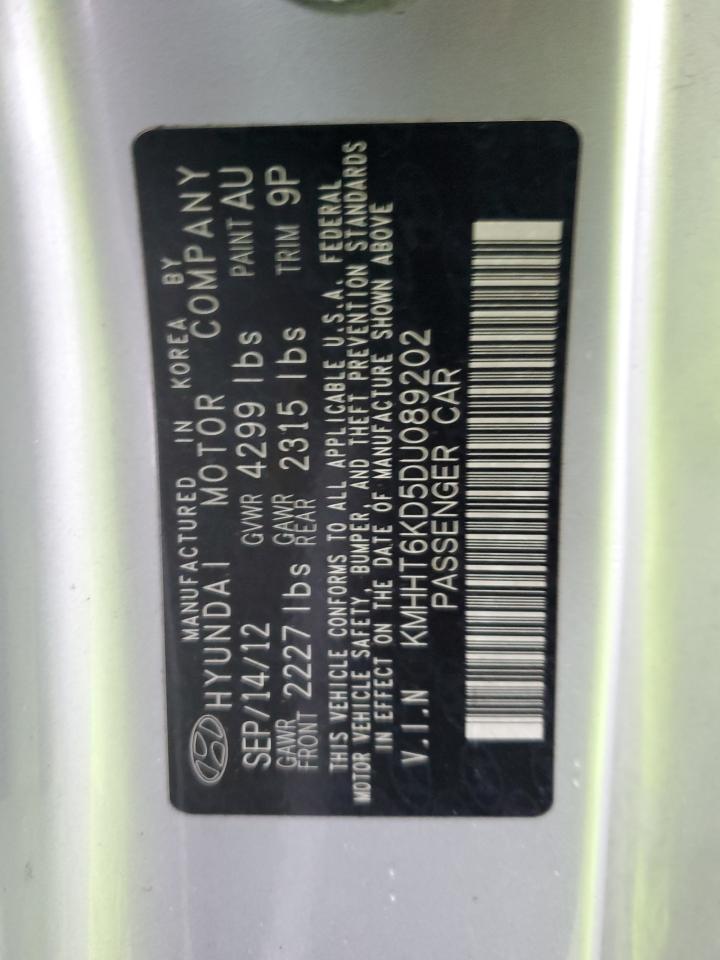 MANUFACTURED IN KOREA BY
HYUNDAI MOTOR COMPANY
SEP/14/12 GVWR 4299 lbs PAINT AU
GAWR FRONT 2227 lbs GAWR REAR 2315 lbs TRIM 9P
THIS VEHICLE CONFORMS TO ALL APPLICABLE U.S.A. FEDERAL
MOTOR VEHICLE SAFETY, BUMPER, AND THEFT PREVENTION STANDARDS
IN EFFECT ON THE DATE OF MANUFACTURE SHOWN ABOVE
V.I.N KMHHT6KD5DU089202
PASSENGER CAR